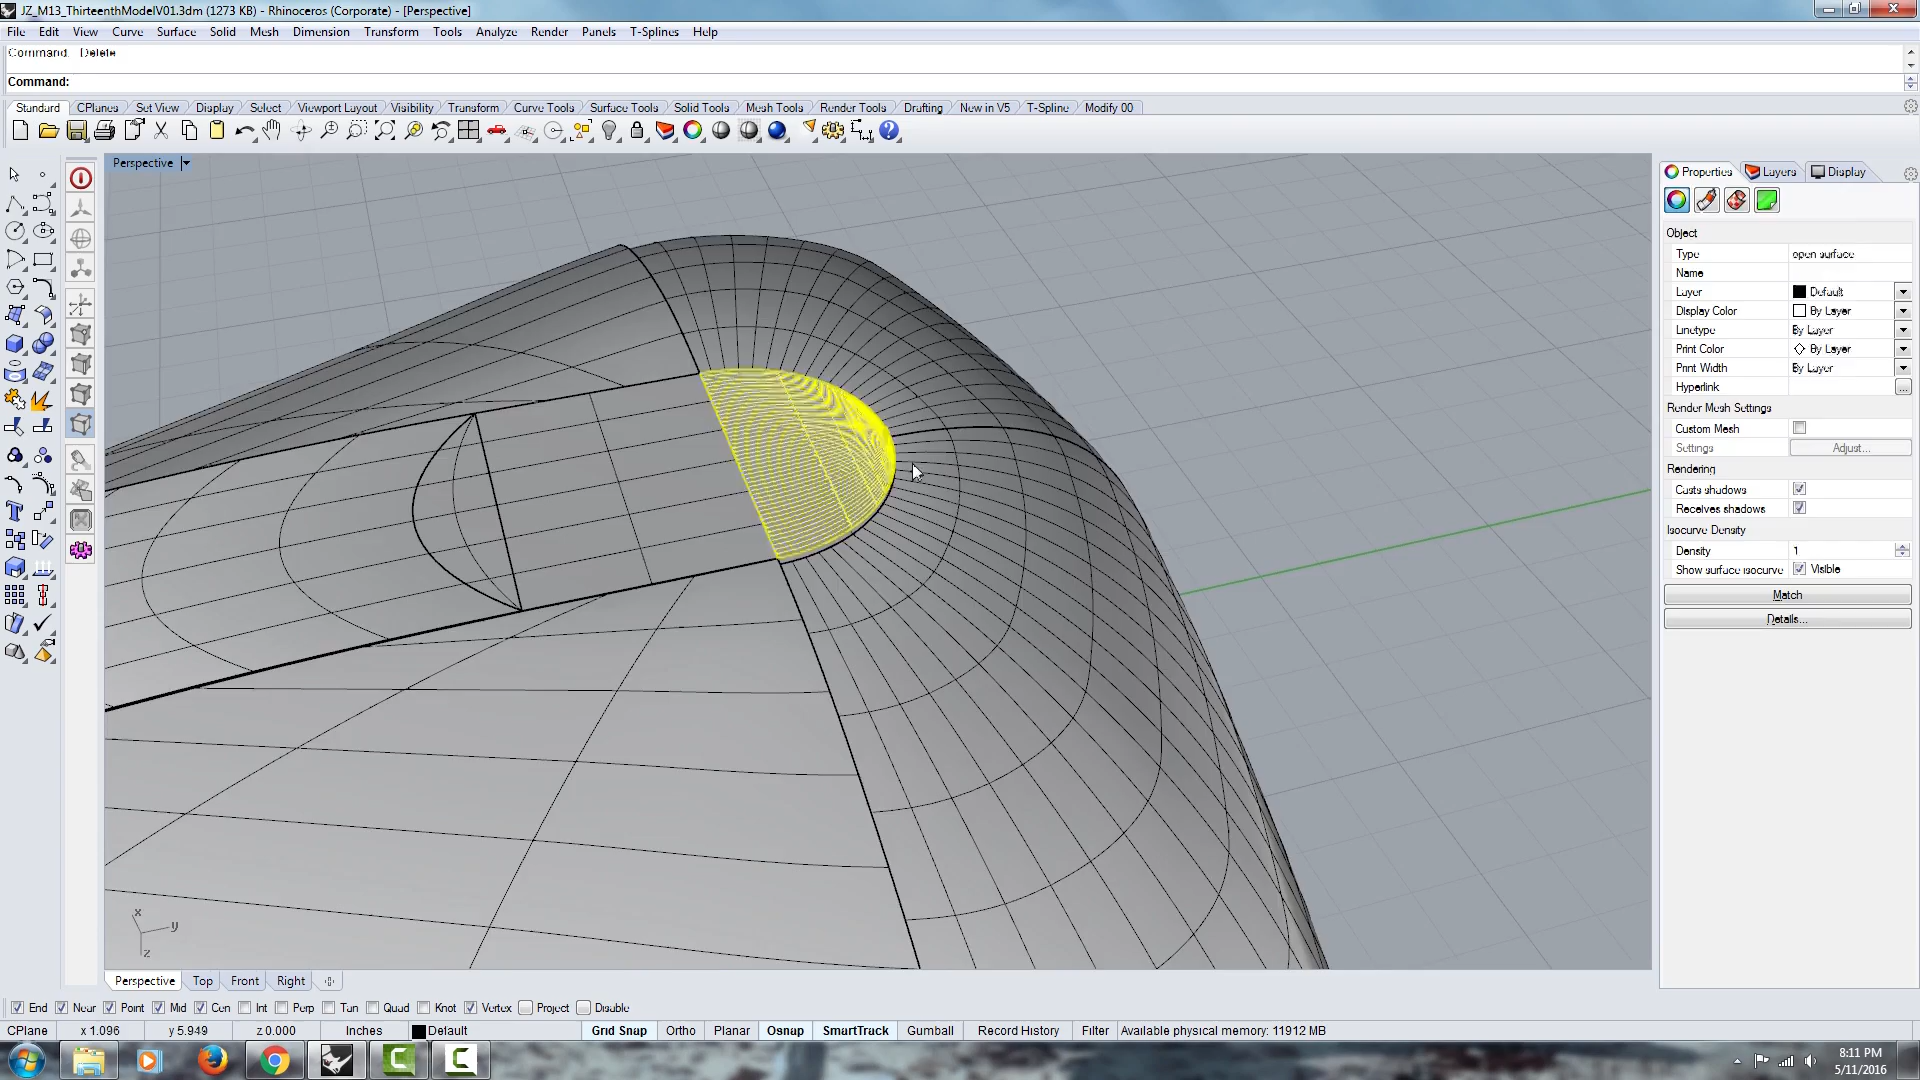 JZ_M13_ThirteenthModelV01.3dm (1273 KB) - Rhinoceros (Corporate) - [Perspective]
File Edit View Curve Surface Solid Mesh Dimension Transform Tools Analyze Render Panels T-Splines Help
Command: Delete
Command:
Standard CPlanes Set View Display Select Viewport Layout Visibility Transform Curve Tools Surface Tools Solid Tools Mesh Tools Render Tools Drafting New in V5 T-Spline Modify 00
Perspective
Properties Layers Display
Object
Type open surface
Name
Layer Default
Display Color By Layer
Linetype By Layer
Print Color By Layer
Print Width By Layer
Hyperlink ...
Render Mesh Settings
Custom Mesh
Settings Adjust...
Rendering
Casts shadows
Receives shadows
Isocurve Density
Density 1
Show surface isocurve Visible
Match
Details...
x
y
z
Perspective Top Front Right
End Near Point Mid Cen Int Perp Tan Quad Knot Vertex Project Disable
CPlane x 1.096 y 5.949 z 0.000 Inches Default Grid Snap Ortho Planar Osnap SmartTrack Gumball Record History Filter Available physical memory: 11912 MB
8:11 PM
5/11/2016